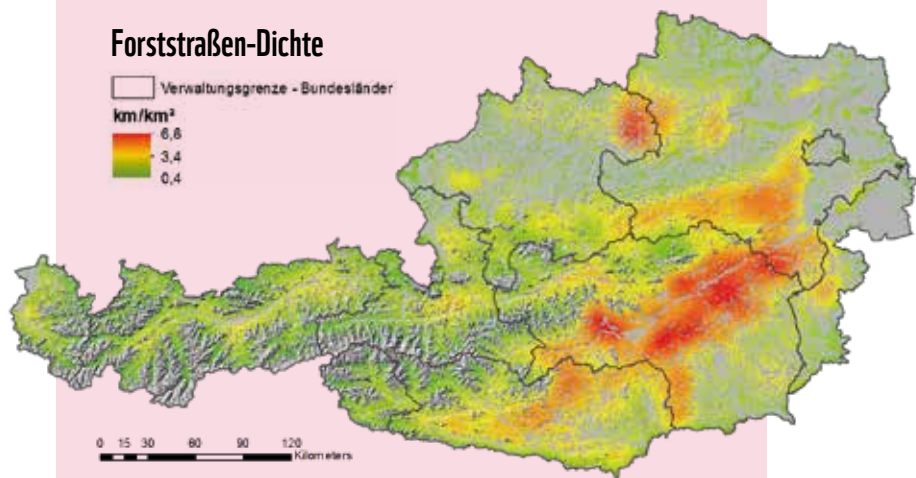 Forststraßen-Dichte
Verwaltungsgrenze - Bundesländer
km/km²
6,6
3,4
0,4
0 15 30 60 90 120
Kilometers